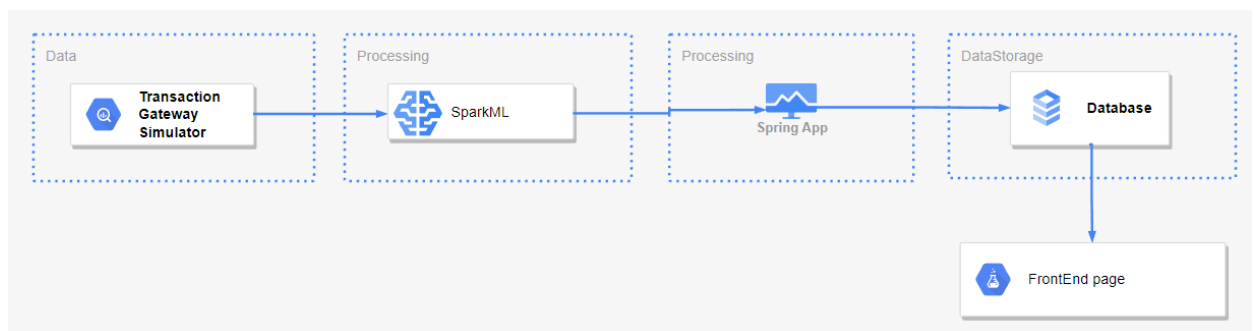 Data
Processing
Processing
DataStorage
Transaction
Gateway
Simulator
SparkML
Spring App
Database
FrontEnd page